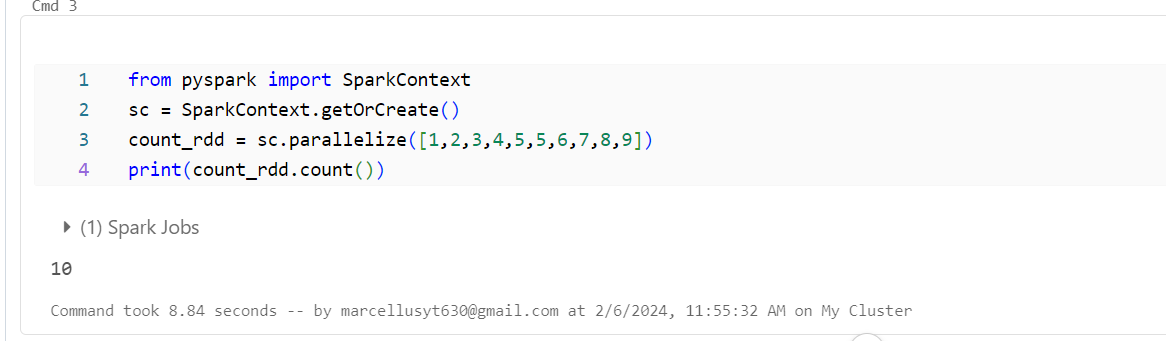 Cmd 3
1 from pyspark import SparkContext
2 sc = SparkContext.getOrCreate()
3 count_rdd = sc.parallelize([1,2,3,4,5,5,6,7,8,9])
4 print(count_rdd.count())
(1) Spark Jobs
10
Command took 8.84 seconds -- by marcellusyt630@gmail.com at 2/6/2024, 11:55:32 AM on My Cluster